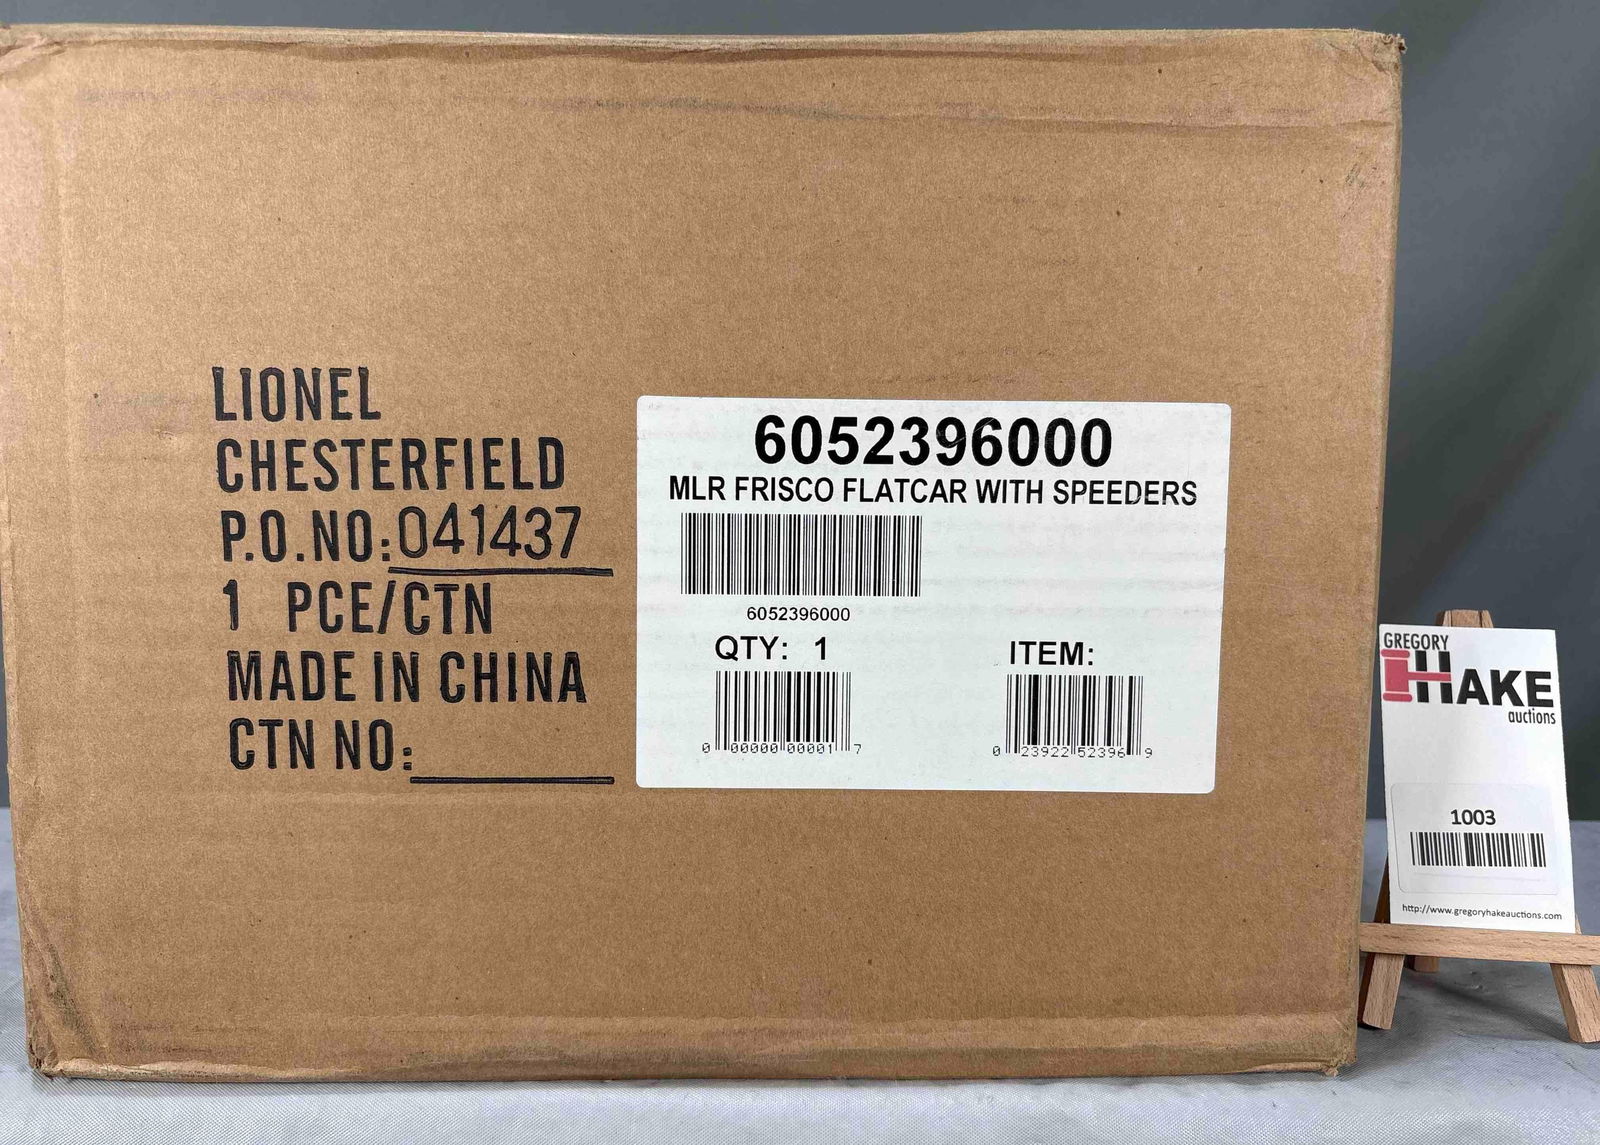 LIONEL
CHESTERFIELD
P.O.NO:041437
1 PCE/CTN
MADE IN CHINA
CTN NO:
6052396000
MLR FRISCO FLATCAR WITH SPEEDERS
6052396000
QTY: 1
ITEM:
0 00000 00001 7
0 23922 52396 9
GREGORY
HAKE
auctions
1003
http://www.gregoryhakeauctions.com